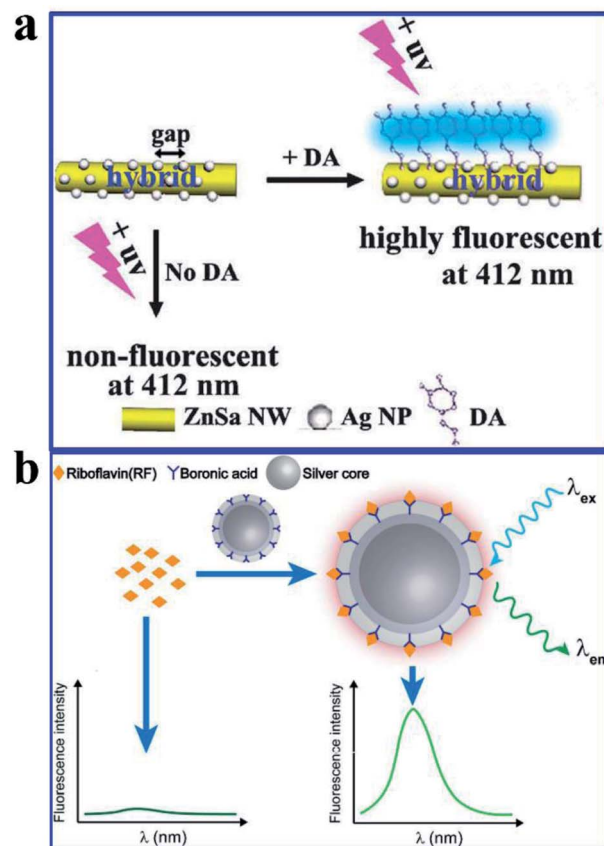 a
+ uv
gap
hybrid
+ DA
hybrid
+ uv
No DA
highly fluorescent
at 412 nm
non-fluorescent
at 412 nm
ZnSa NW
Ag NP
DA
b
Riboflavin(RF)
Boronic acid
Silver core
λex
λem
Fluorescence intensity
λ (nm)
Fluorescence intensity
λ (nm)